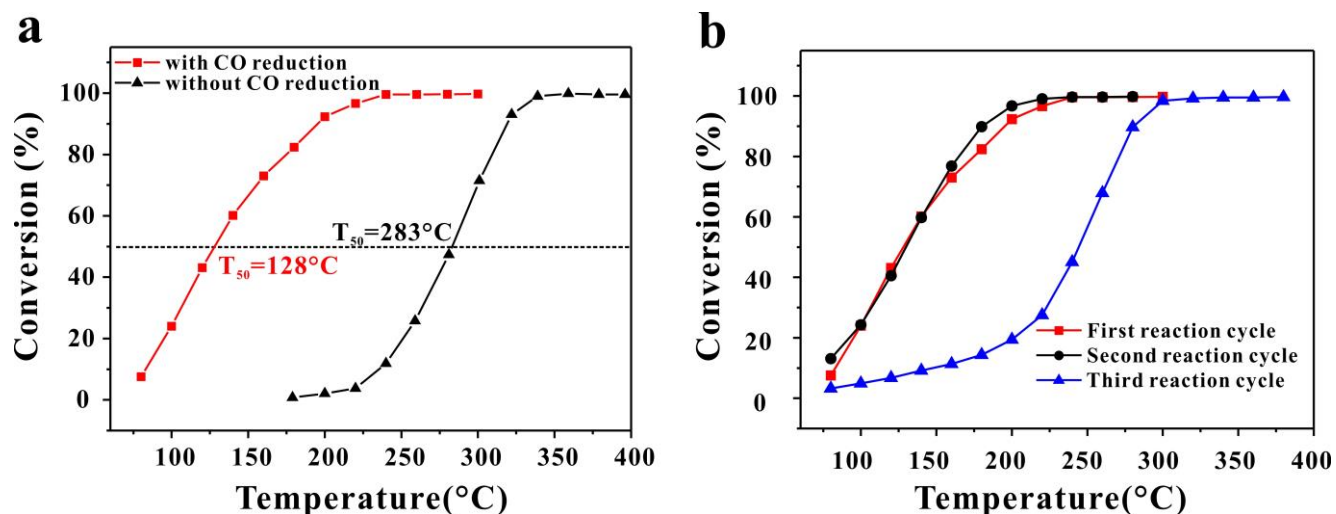 a
with CO reduction
without CO reduction
Conversion (%)
100
80
60
40
20
0
T₅₀=283°C
T₅₀=128°C
100 150 200 250 300 350 400
Temperature(°C)
b
Conversion (%)
100
80
60
40
20
0
First reaction cycle
Second reaction cycle
Third reaction cycle
100 150 200 250 300 350 400
Temperature(°C)